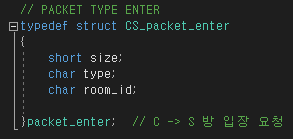 // PACKET TYPE ENTER
typedef struct CS_packet_enter
{
short size;
char type;
char room_id;
}packet_enter;  // C -> S 방 입장 요청